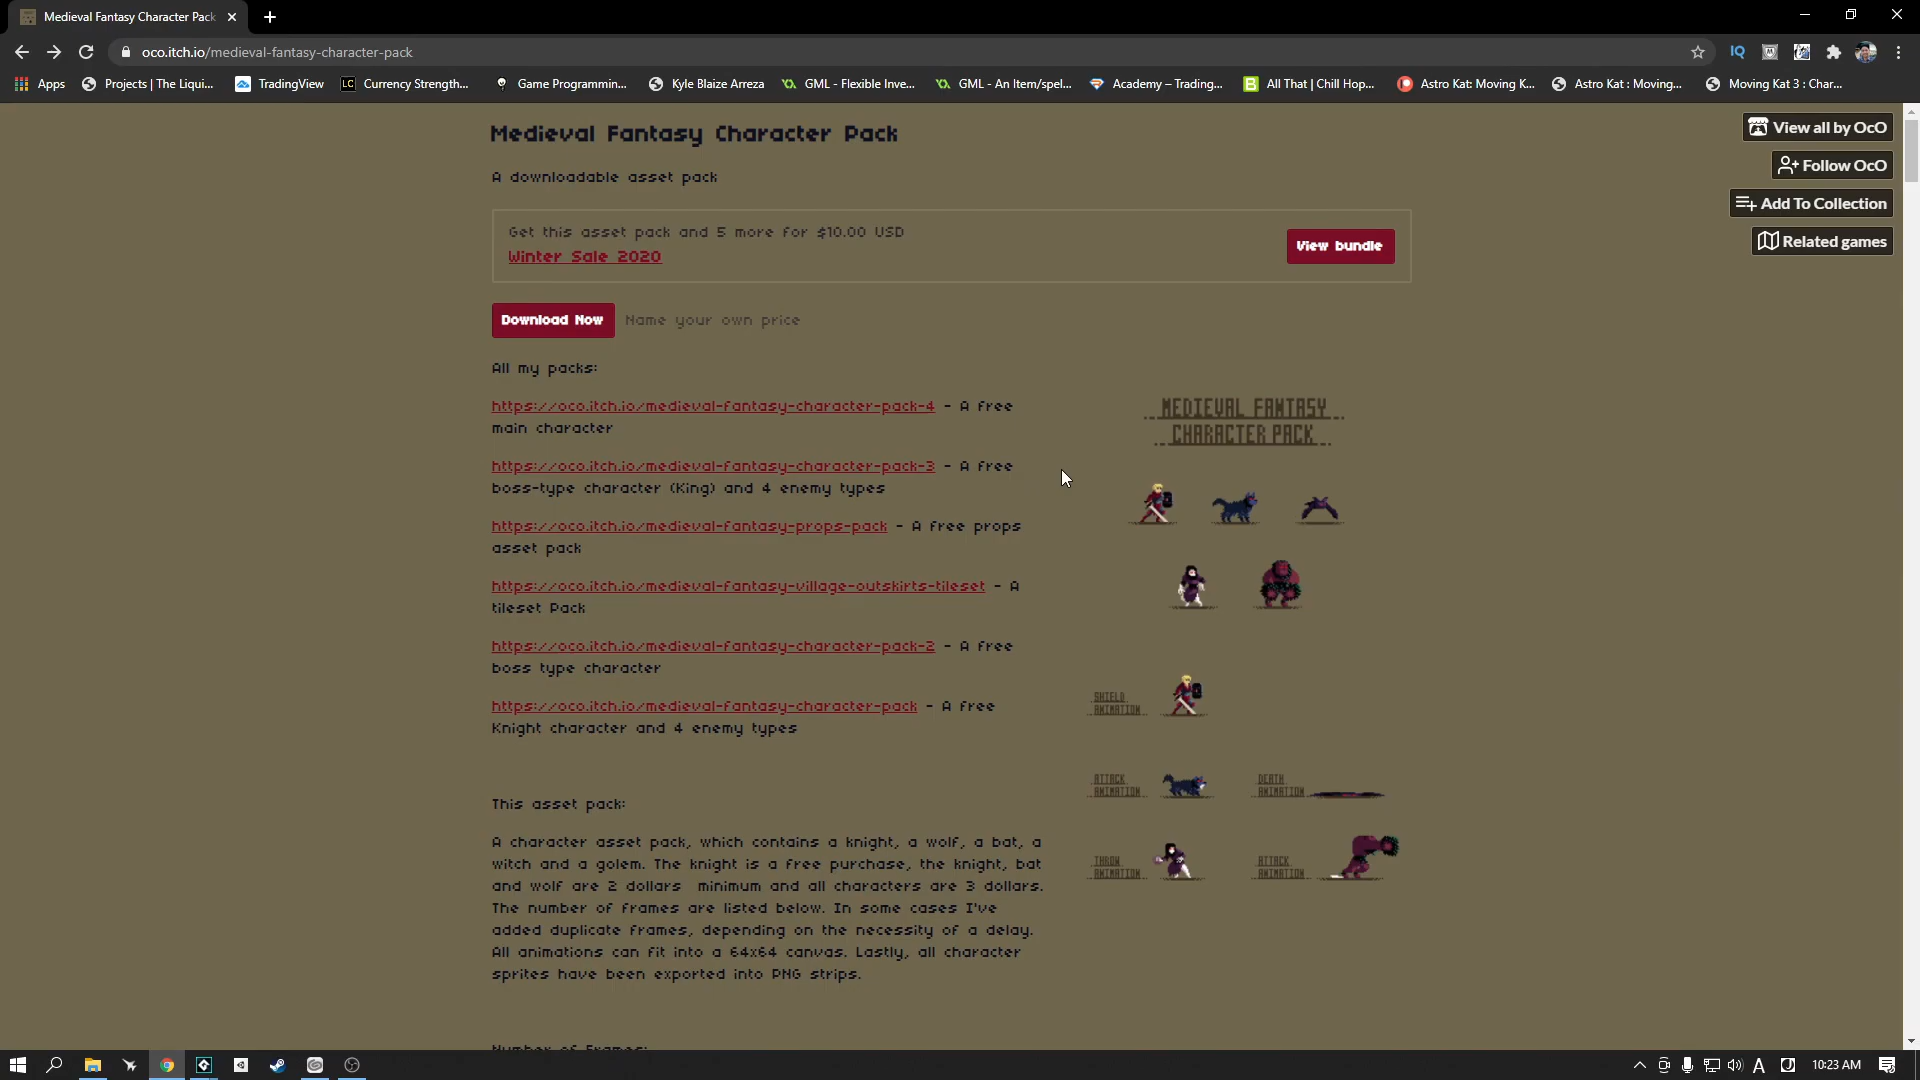 Medieval Fantasy Character Pack
oco.itch.io/medieval-fantasy-character-pack
Apps
Projects | The Liqui...
TradingView
LC Currency Strength...
Game Programmin...
Kyle Blaize Arreza
GML - Flexible Inve...
GML - An Item/spel...
Academy – Trading...
All That | Chill Hop...
Astro Kat: Moving K...
Astro Kat : Moving...
Moving Kat 3 : Char...
Medieval Fantasy Character Pack
View all by OcO
Follow OcO
Add To Collection
Related games
A downloadable asset pack
Get this asset pack and 5 more for $10.00 USD
Winter Sale 2020
View bundle
Download Now
Name your own price
All my packs:
https://oco.itch.io/medieval-fantasy-character-pack-4 - A free
main character
https://oco.itch.io/medieval-fantasy-character-pack-3 - A free
boss-type character (King) and 4 enemy types
https://oco.itch.io/medieval-fantasy-props-pack - A free props
asset pack
https://oco.itch.io/medieval-fantasy-village-outskirts-tileset - A
tileset Pack
https://oco.itch.io/medieval-fantasy-character-pack-2 - A free
boss type character
https://oco.itch.io/medieval-fantasy-character-pack - A free
Knight character and 4 enemy types
This asset pack:
A character asset pack, which contains a knight, a wolf, a bat, a
witch and a golem. The knight is a free purchase, the knight, bat
and wolf are 2 dollars minimum and all characters are 3 dollars.
The number of frames are listed below. In some cases I've
added duplicate frames, depending on the necessity of a delay.
All animations can fit into a 64x64 canvas. Lastly, all character
sprites have been exported into PNG strips.
Number of Frames:
MEDIEVAL FANTASY
CHARACTER PACK
SHIELD
ANIMATION
ATTACK
ANIMATION
DEATH
ANIMATION
THROW
ANIMATION
ATTACK
ANIMATION
10:23 AM